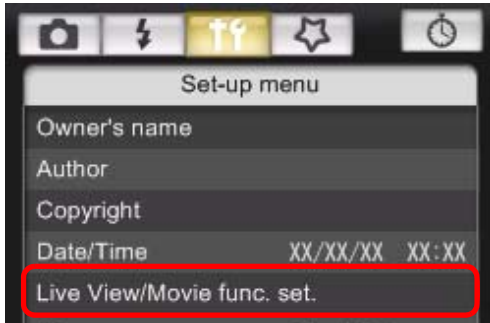 Set-up menu
Owner's name
Author
Copyright
Date/Time XX/XX/XX XX:XX
Live View/Movie func. set.